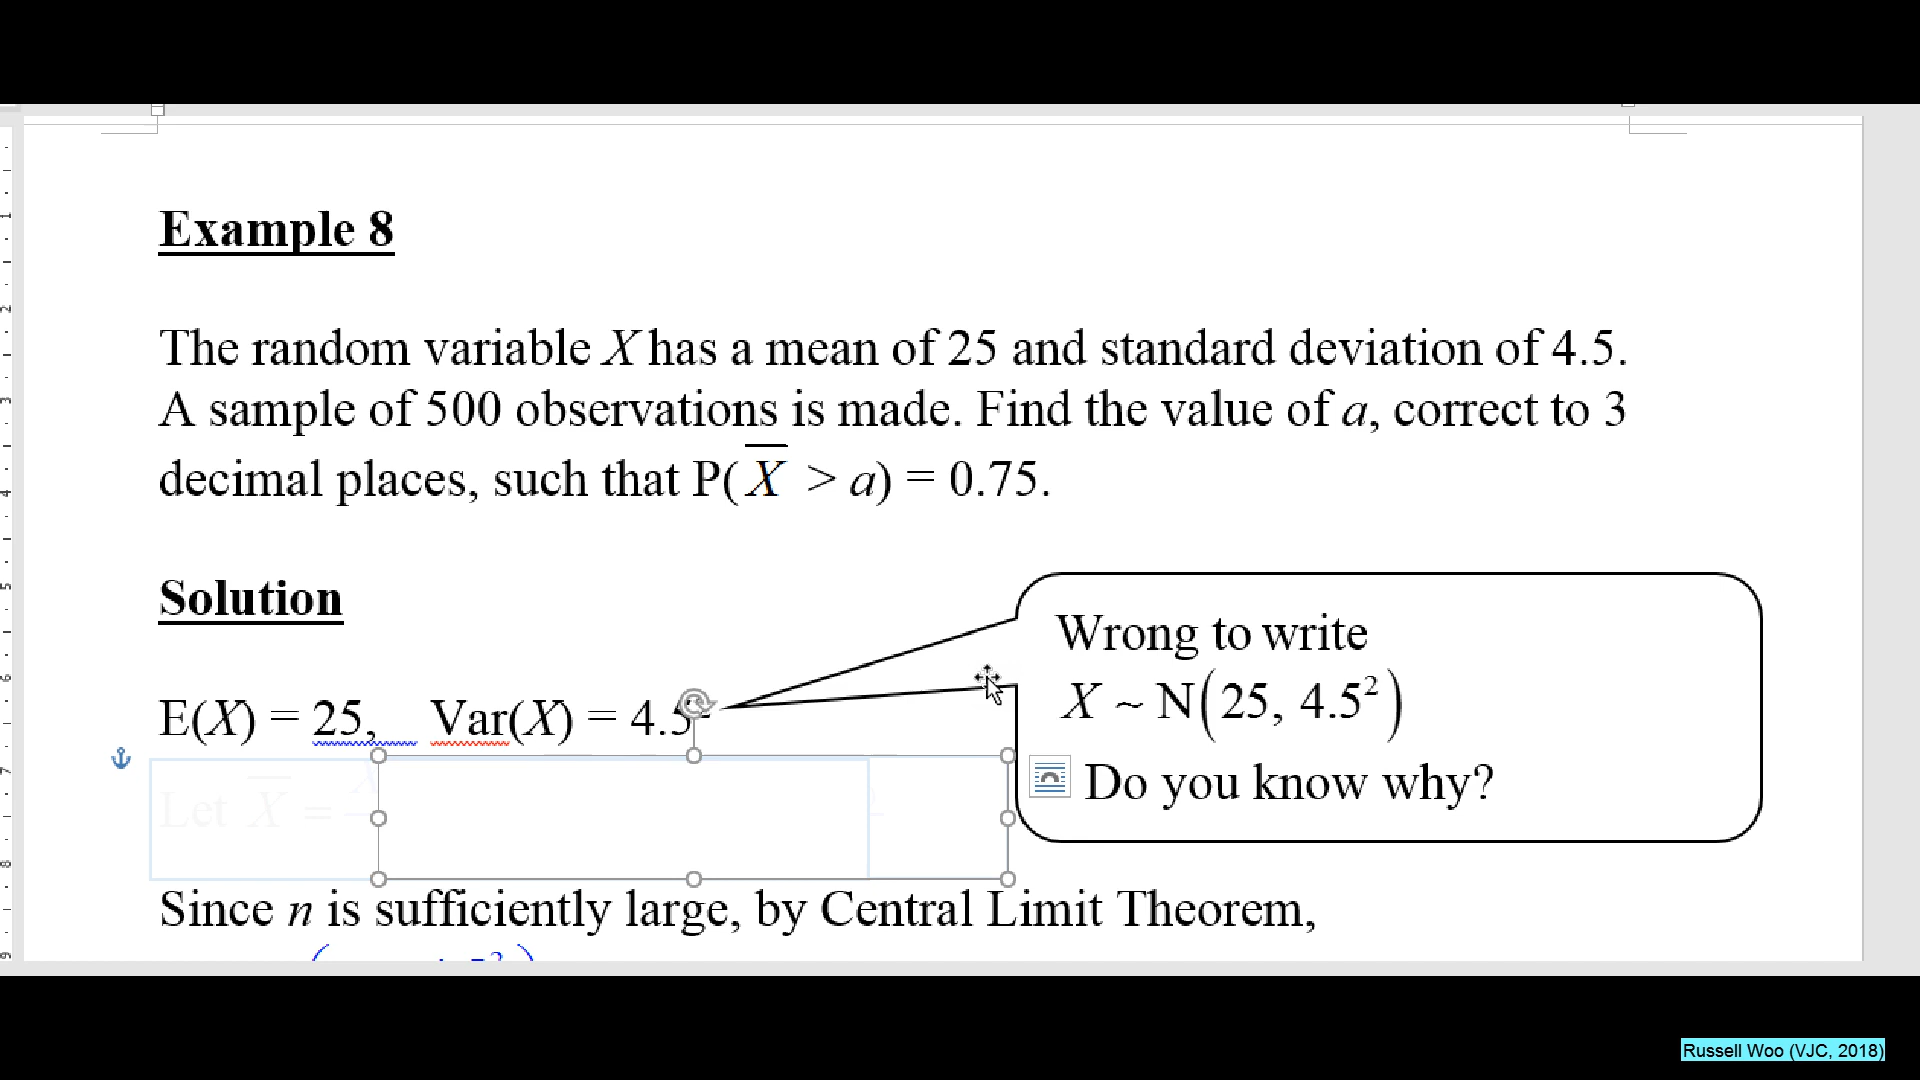 Example 8
The random variable X has a mean of 25 and standard deviation of 4.5.
A sample of 500 observations is made. Find the value of a, correct to 3
decimal places, such that P(X̅ > a) = 0.75.
Solution
E(X) = 25, Var(X) = 4.5²
Wrong to write
X ~ N(25, 4.5²)
Do you know why?
Let X̅ =
Since n is sufficiently large, by Central Limit Theorem,
Russell Woo (VJC, 2018)